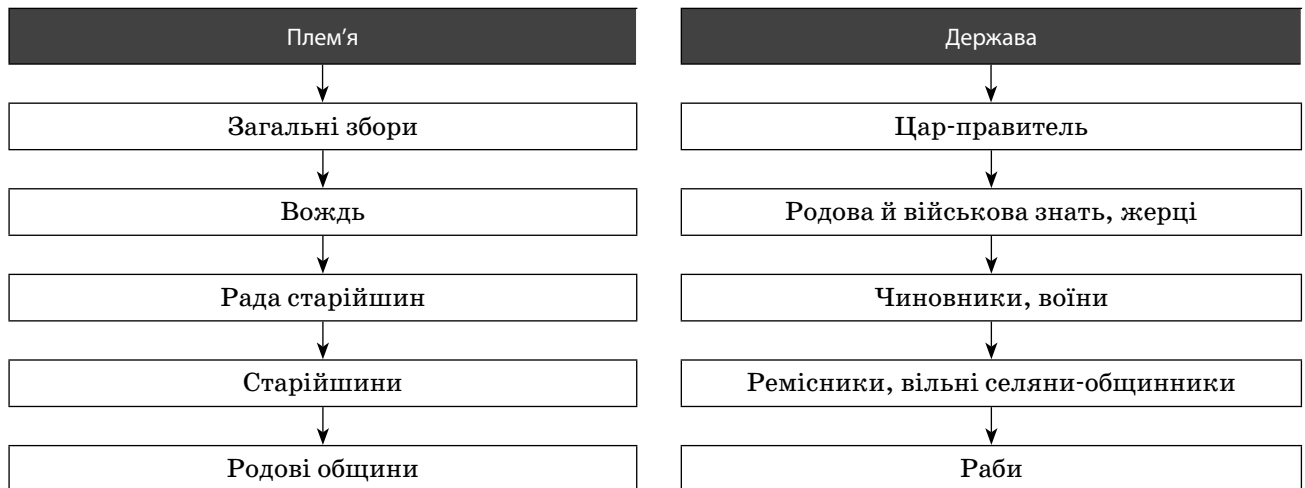 Плем’я
Загальні збори
Вождь
Рада старійшин
Старійшини
Родові общини
Держава
Цар-правитель
Родова й військова знать, жерці
Чиновники, воїни
Ремісники, вільні селяни-общинники
Раби